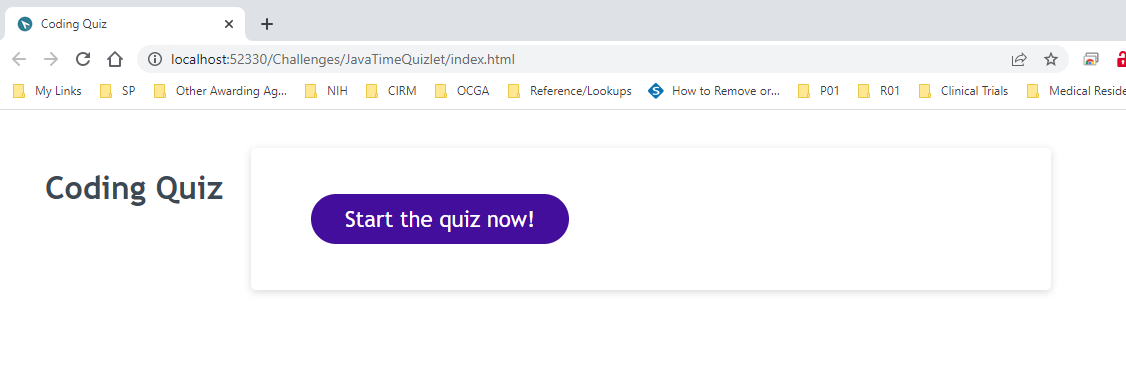 Coding Quiz
localhost:52330/Challenges/JavaTimeQuizlet/index.html
My Links SP Other Awarding Ag... NIH CIRM OCGA Reference/Lookups How to Remove or... P01 R01 Clinical Trials Medical Reside
Coding Quiz
Start the quiz now!